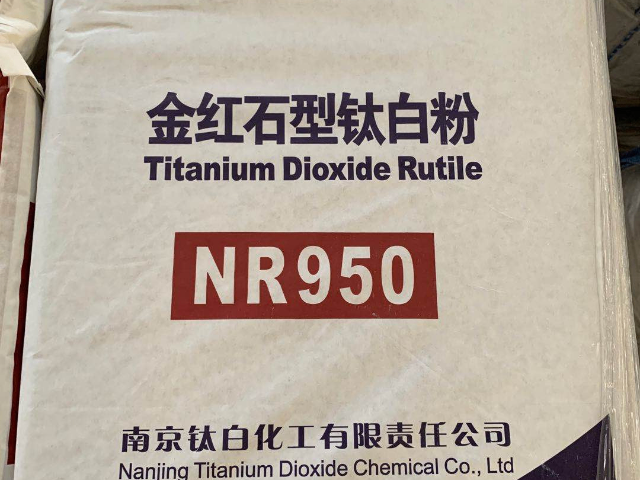 金红石型钛白粉
Titanium Dioxide Rutile
NR950
南京钛白化工有限责任公司
Nanjing Titanium Dioxide Chemical Co., Ltd